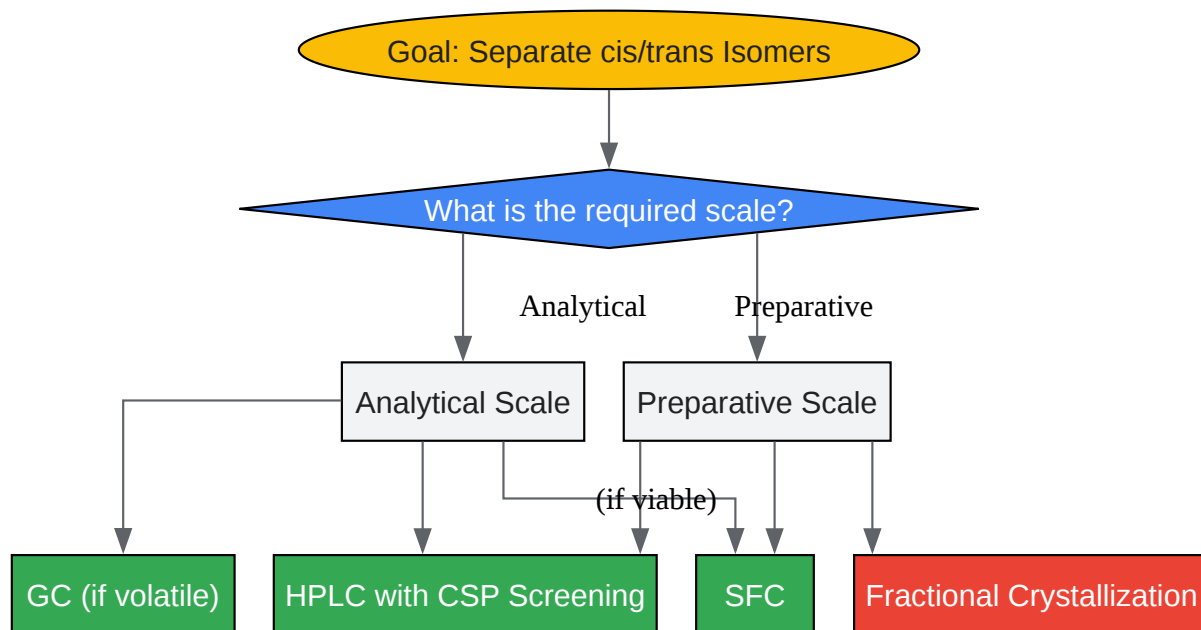 Goal: Separate cis/trans Isomers
What is the required scale?
Analytical
Preparative
Analytical Scale
Preparative Scale
(if viable)
GC (if volatile)
HPLC with CSP Screening
SFC
Fractional Crystallization